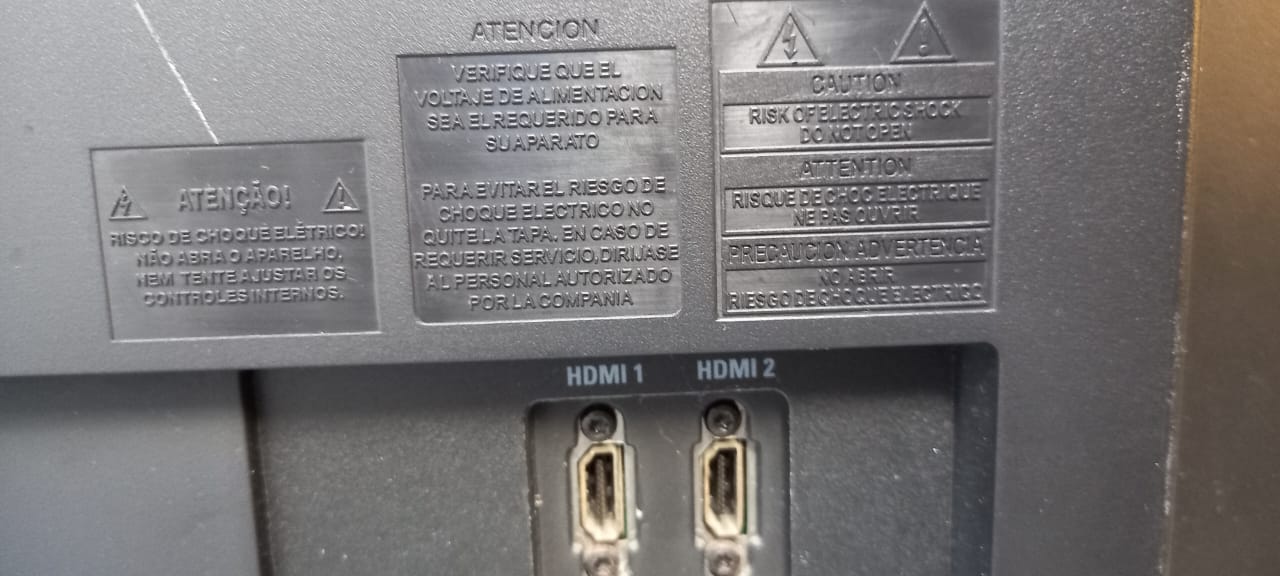 ATENÇÃO!
RISCO DE CHOQUE ELÉTRICO!
NÃO ABRA O APARELHO,
NEM TENTE AJUSTAR OS
CONTROLES INTERNOS.
ATENCION
VERIFIQUE QUE EL
VOLTAJE DE ALIMENTACION
SEA EL REQUERIDO PARA
SU APARATO
PARA EVITAR EL RIESGO DE
CHOQUE ELECTRICO NO
QUITE LA TAPA. EN CASO DE
REQUERIR SERVICIO, DIRIJASE
AL PERSONAL AUTORIZADO
POR LA COMPANIA
CAUTION
RISK OF ELECTRIC SHOCK
DO NOT OPEN
ATTENTION
RISQUE DE CHOC ELECTRIQUE
NE PAS OUVRIR
PRECAUCION ADVERTENCIA
NO ABRIR
RIESGO DE CHOQUE ELECTRICO
HDMI 1
HDMI 2